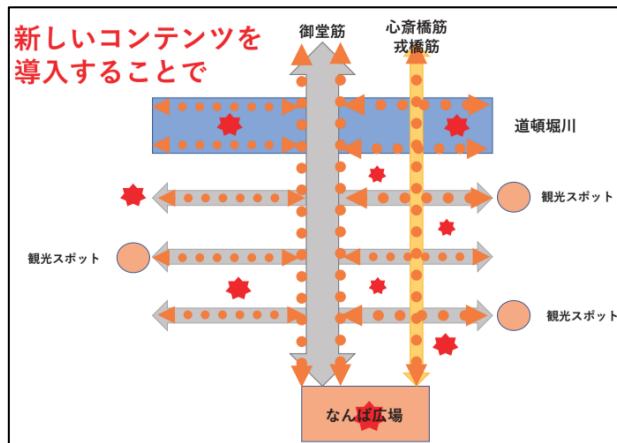 新しいコンテンツを
導入することで
御堂筋
心斎橋筋
戎橋筋
道頓堀川
観光スポット
観光スポット
観光スポット
なんば広場